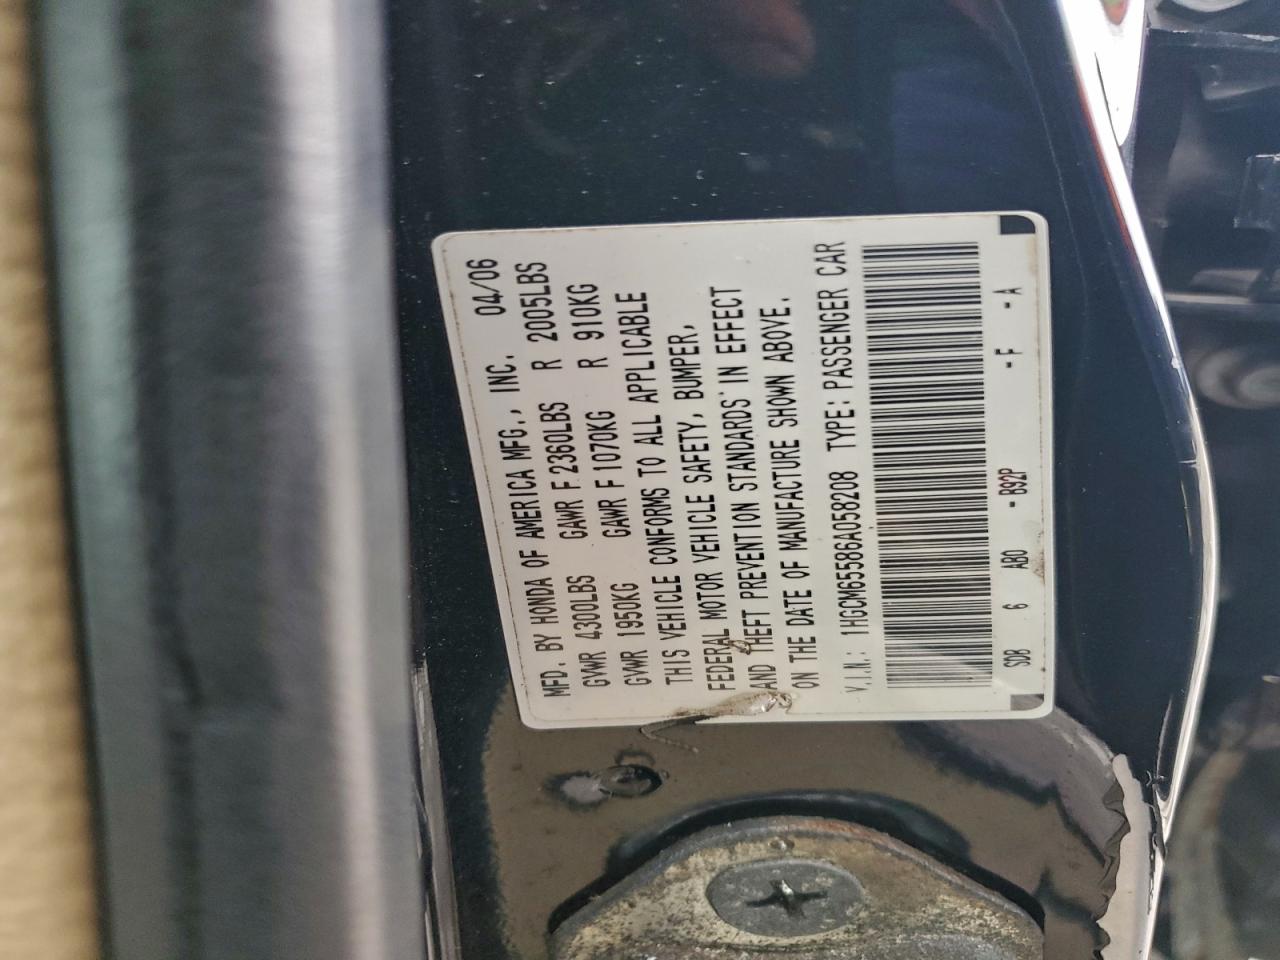 MFD. BY HONDA OF AMERICA MFG., INC. 04/06
GVWR 4300LBS GAWR F 2360LBS R 2005LBS
GVWR 1950KG GAWR F 1070KG R 910KG
THIS VEHICLE CONFORMS TO ALL APPLICABLE
FEDERAL MOTOR VEHICLE SAFETY, BUMPER,
AND THEFT PREVENTION STANDARDS IN EFFECT
ON THE DATE OF MANUFACTURE SHOWN ABOVE.
V.I.N.: 1HGCM65586A058208 TYPE: PASSENGER CAR
SDB 6 AB0 - B92P - F - A